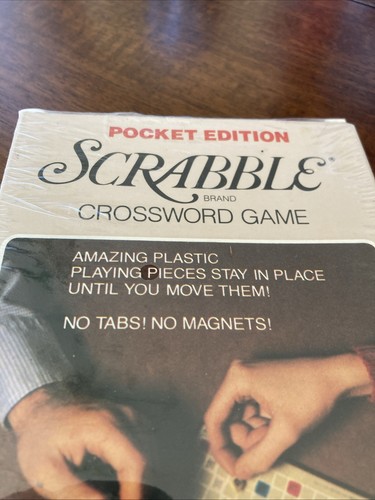 POCKET EDITION
SCRABBLE®
BRAND
CROSSWORD GAME
AMAZING PLASTIC
PLAYING PIECES STAY IN PLACE
UNTIL YOU MOVE THEM!
NO TABS! NO MAGNETS!